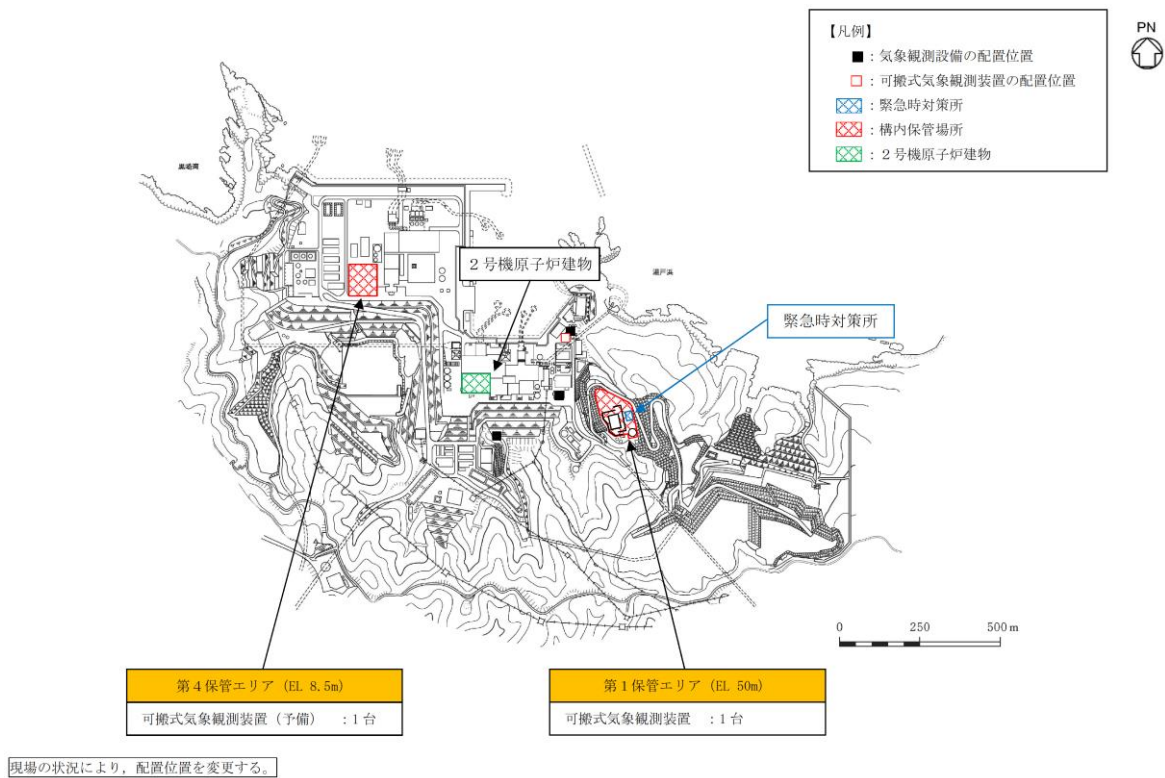 【凡例】
■：気象観測設備の配置位置
□：可搬式気象観測装置の配置位置
：緊急時対策所
：構内保管場所
：２号機原子炉建物
PN
２号機原子炉建物
瀬戸浜
緊急時対策所
0 250 500m
第４保管エリア（EL 8.5m）
可搬式気象観測装置（予備） ：1台
第１保管エリア（EL 50m）
可搬式気象観測装置 ：1台
現場の状況により，配置位置を変更する。